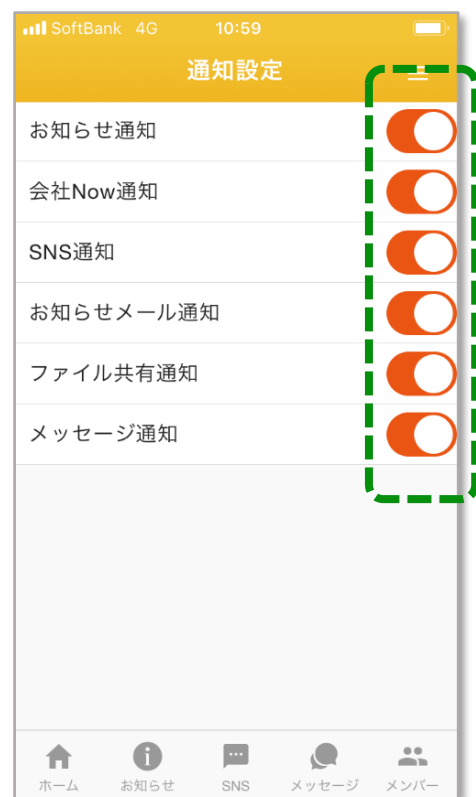 SoftBank 4G 10:59
通知設定
お知らせ通知
会社Now通知
SNS通知
お知らせメール通知
ファイル共有通知
メッセージ通知
ホーム お知らせ SNS メッセージ メンバー